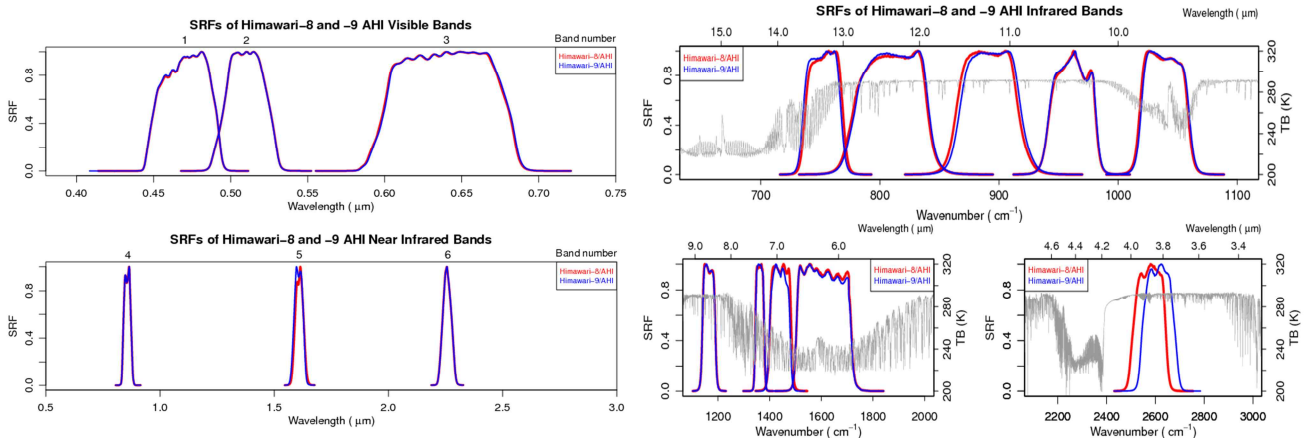 SRFs of Himawari-8 and -9 AHI Visible Bands
1 2 3 Band number
Himawari-8/AHI
Himawari-9/AHI
SRF
0.0 0.4 0.8
0.40 0.45 0.50 0.55 0.60 0.65 0.70 0.75
Wavelength ( μm)
SRFs of Himawari-8 and -9 AHI Near Infrared Bands
4 5 6 Band number
Himawari-8/AHI
Himawari-9/AHI
SRF
0.0 0.4 0.8
0.5 1.0 1.5 2.0 2.5 3.0
Wavelength ( μm)
SRFs of Himawari-8 and -9 AHI Infrared Bands
Wavelength ( μm)
15.0 14.0 13.0 12.0 11.0 10.0
Himawari-8/AHI
Himawari-9/AHI
SRF
0.0 0.4 0.8
TB (K)
200 240 280 320
700 800 900 1000 1100
Wavenumber ( cm⁻¹)
Wavelength ( μm)
9.0 8.0 7.0 6.0
Himawari-8/AHI
Himawari-9/AHI
SRF
0.0 0.4 0.8
TB (K)
200 240 280 320
1200 1400 1600 1800 2000
Wavenumber ( cm⁻¹)
Wavelength ( μm)
4.6 4.4 4.2 4.0 3.8 3.6 3.4
Himawari-8/AHI
Himawari-9/AHI
SRF
0.0 0.4 0.8
TB (K)
200 240 280 320
2200 2400 2600 2800 3000
Wavenumber ( cm⁻¹)